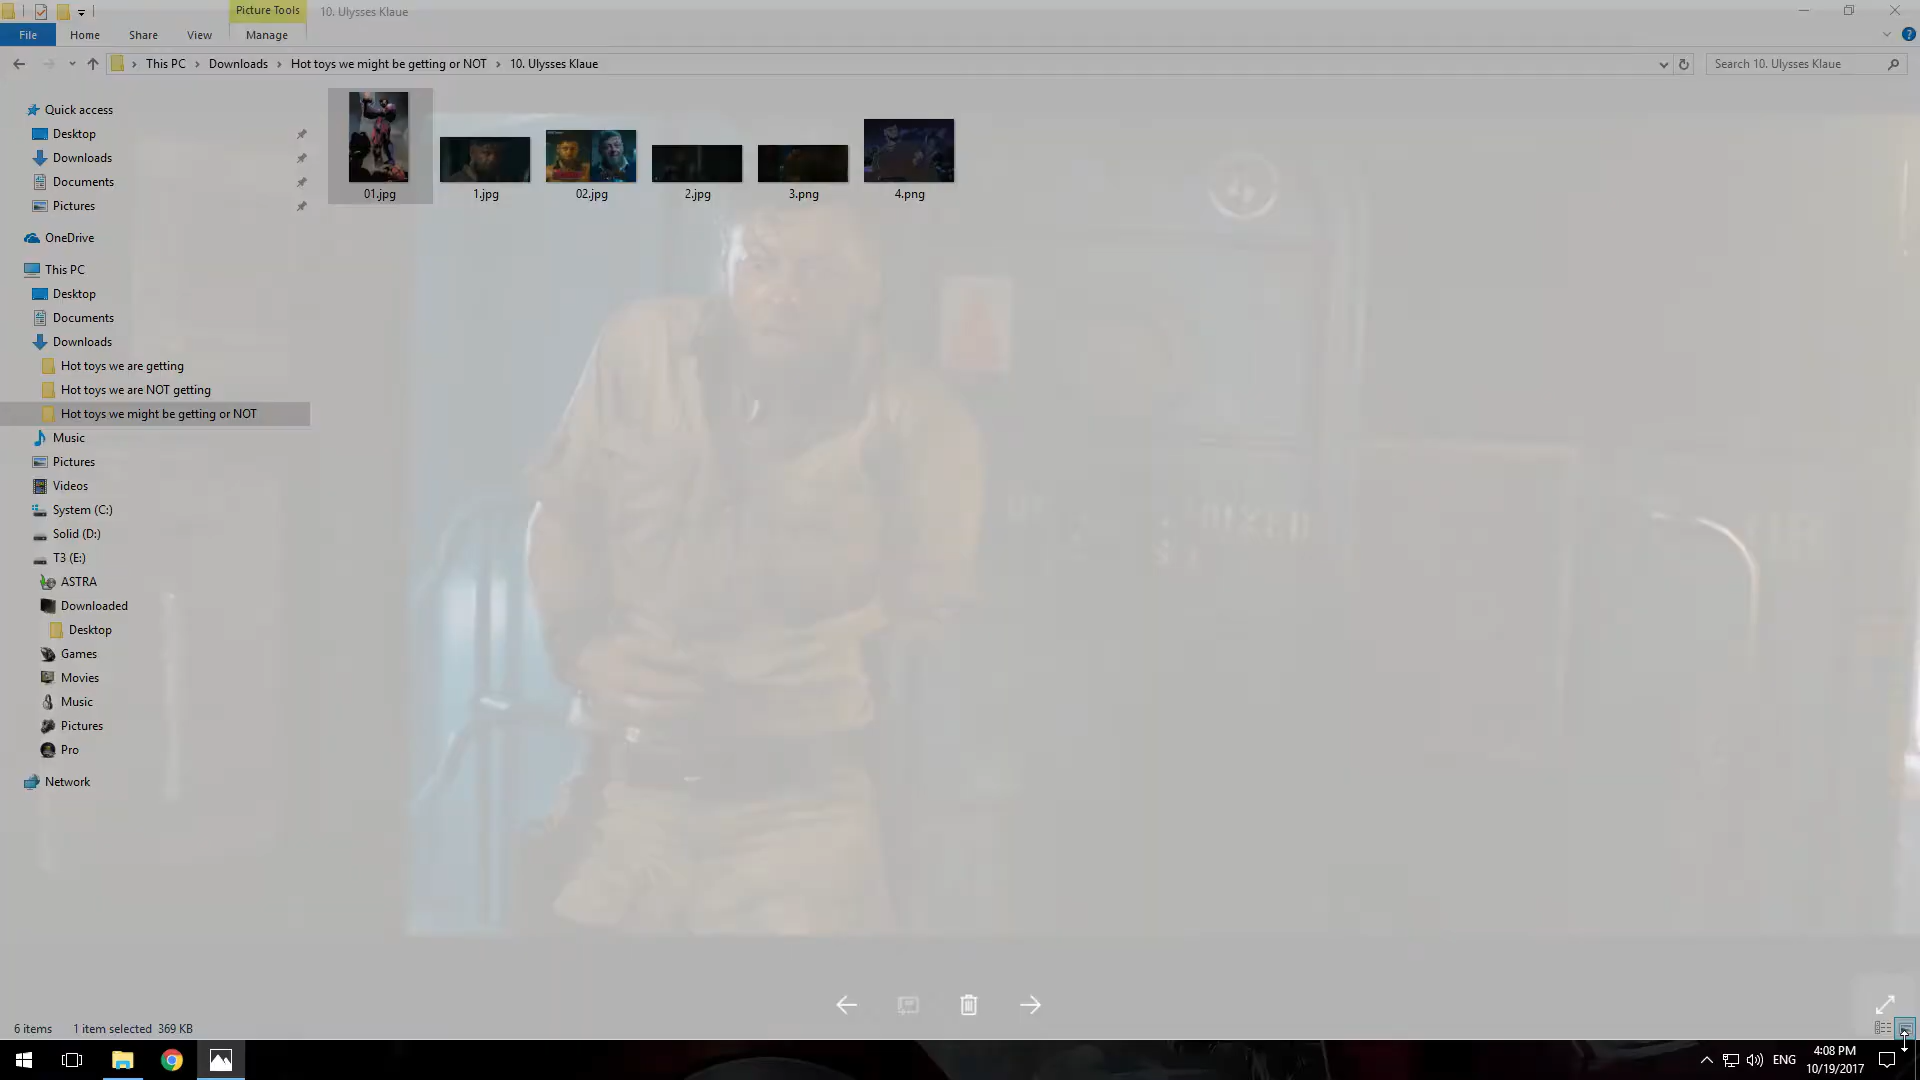 Picture Tools
10. Ulysses Klaue
File
Home
Share
View
Manage
This PC
Downloads
Hot toys we might be getting or NOT
10. Ulysses Klaue
Search 10. Ulysses Klaue
Quick access
Desktop
Downloads
Documents
Pictures
OneDrive
This PC
Desktop
Documents
Downloads
Hot toys we are getting
Hot toys we are NOT getting
Hot toys we might be getting or NOT
Music
Pictures
Videos
System (C:)
Solid (D:)
T3 (E:)
ASTRA
Downloaded
Desktop
Games
Movies
Music
Pictures
Pro
Network
01.jpg
1.jpg
02.jpg
2.jpg
3.png
4.png
6 items
1 item selected 369 KB
ENG
4:08 PM
10/19/2017